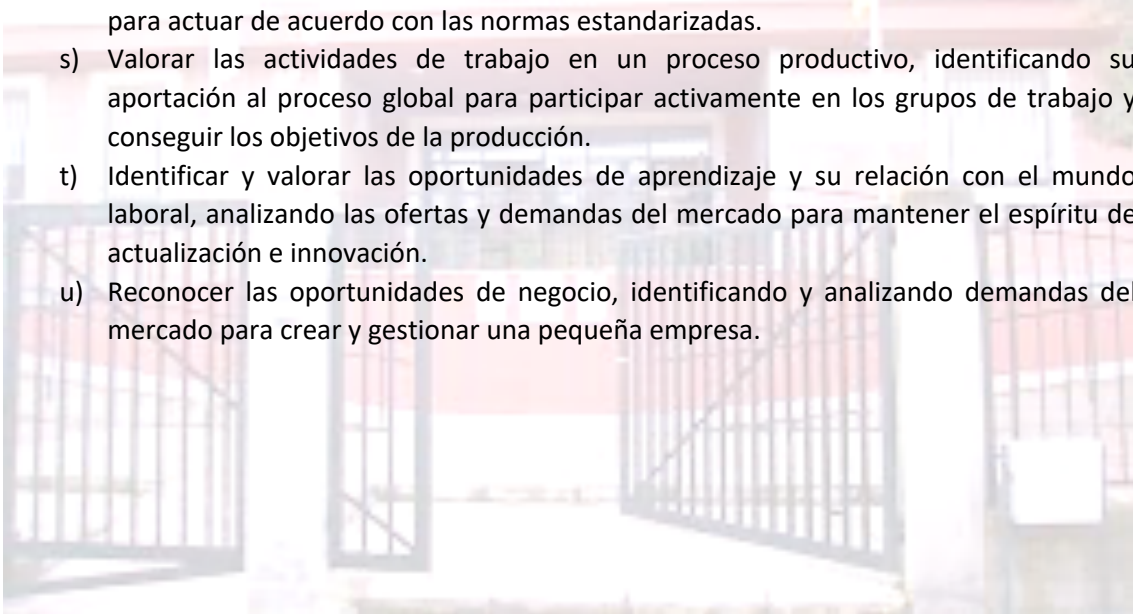 para actuar de acuerdo con las normas estandarizadas.
s) Valorar las actividades de trabajo en un proceso productivo, identificando su
aportación al proceso global para participar activamente en los grupos de trabajo y
conseguir los objetivos de la producción.
t) Identificar y valorar las oportunidades de aprendizaje y su relación con el mundo
laboral, analizando las ofertas y demandas del mercado para mantener el espíritu de
actualización e innovación.
u) Reconocer las oportunidades de negocio, identificando y analizando demandas del
mercado para crear y gestionar una pequeña empresa.